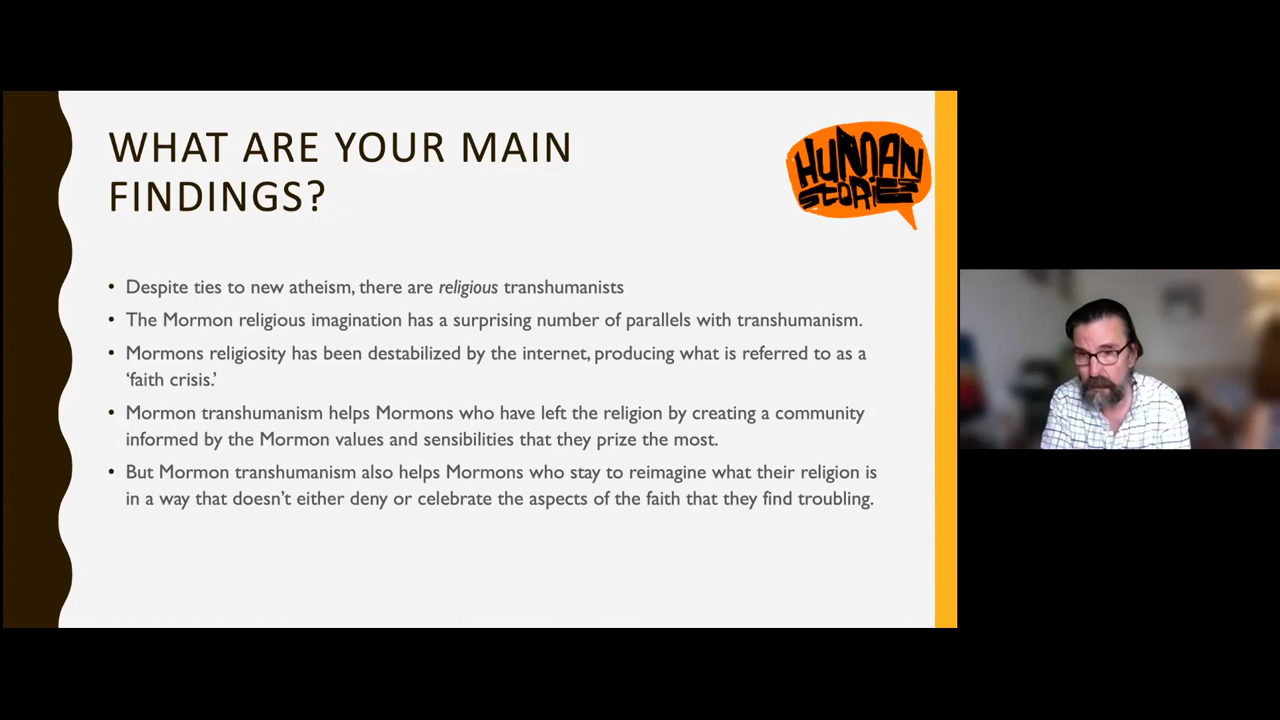 WHAT ARE YOUR MAIN
FINDINGS?
HUMAN
STORIES
• Despite ties to new atheism, there are religious transhumanists
• The Mormon religious imagination has a surprising number of parallels with transhumanism.
• Mormons religiosity has been destabilized by the internet, producing what is referred to as a
‘faith crisis.’
• Mormon transhumanism helps Mormons who have left the religion by creating a community
informed by the Mormon values and sensibilities that they prize the most.
• But Mormon transhumanism also helps Mormons who stay to reimagine what their religion is
in a way that doesn’t either deny or celebrate the aspects of the faith that they find troubling.